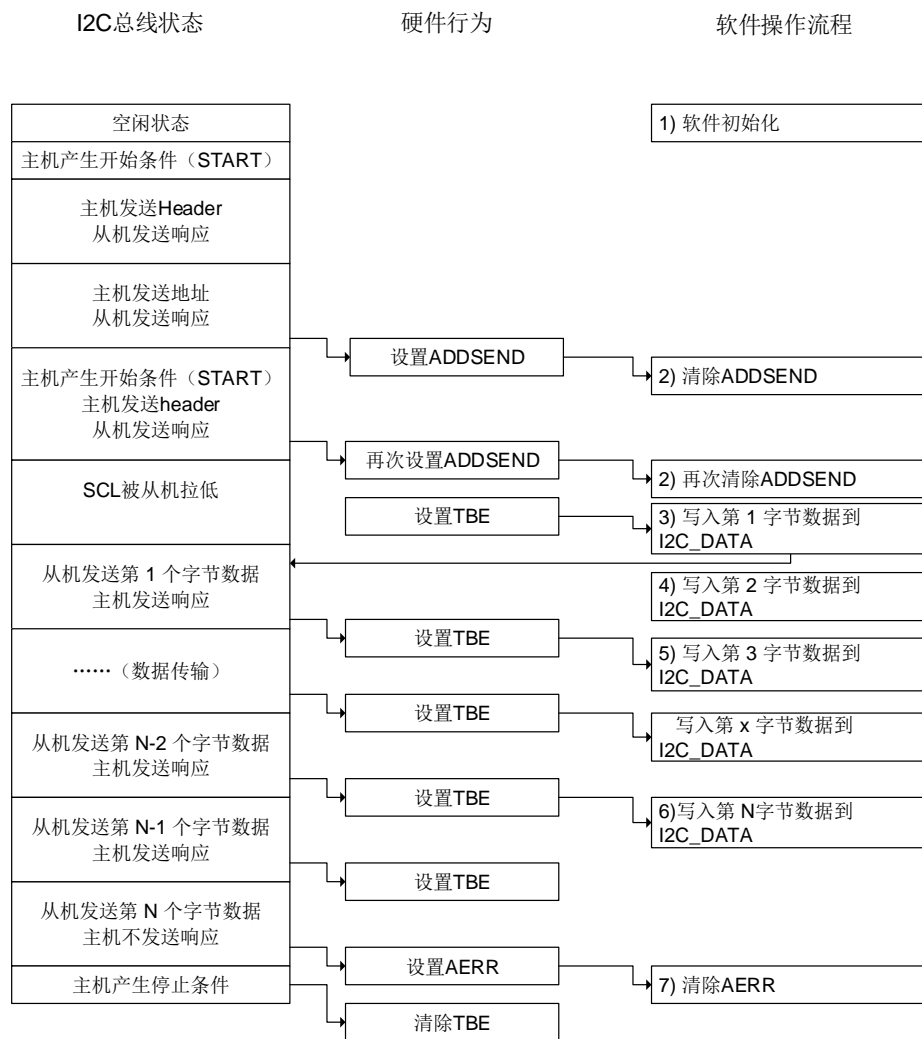 I2C总线状态
硬件行为
软件操作流程
空闲状态
1) 软件初始化
主机产生开始条件（START）
主机发送Header
从机发送响应
主机发送地址
从机发送响应
设置ADDSEND
2) 清除ADDSEND
主机产生开始条件（START）
主机发送header
从机发送响应
再次设置ADDSEND
2) 再次清除ADDSEND
SCL被从机拉低
设置TBE
3) 写入第 1 字节数据到
I2C_DATA
从机发送第 1 个字节数据
主机发送响应
4) 写入第 2 字节数据到
I2C_DATA
设置TBE
5) 写入第 3 字节数据到
I2C_DATA
……（数据传输）
设置TBE
写入第 x 字节数据到
I2C_DATA
从机发送第 N-2 个字节数据
主机发送响应
设置TBE
6)写入第 N字节数据到
I2C_DATA
从机发送第 N-1 个字节数据
主机发送响应
设置TBE
从机发送第 N 个字节数据
主机不发送响应
设置AERR
7) 清除AERR
主机产生停止条件
清除TBE